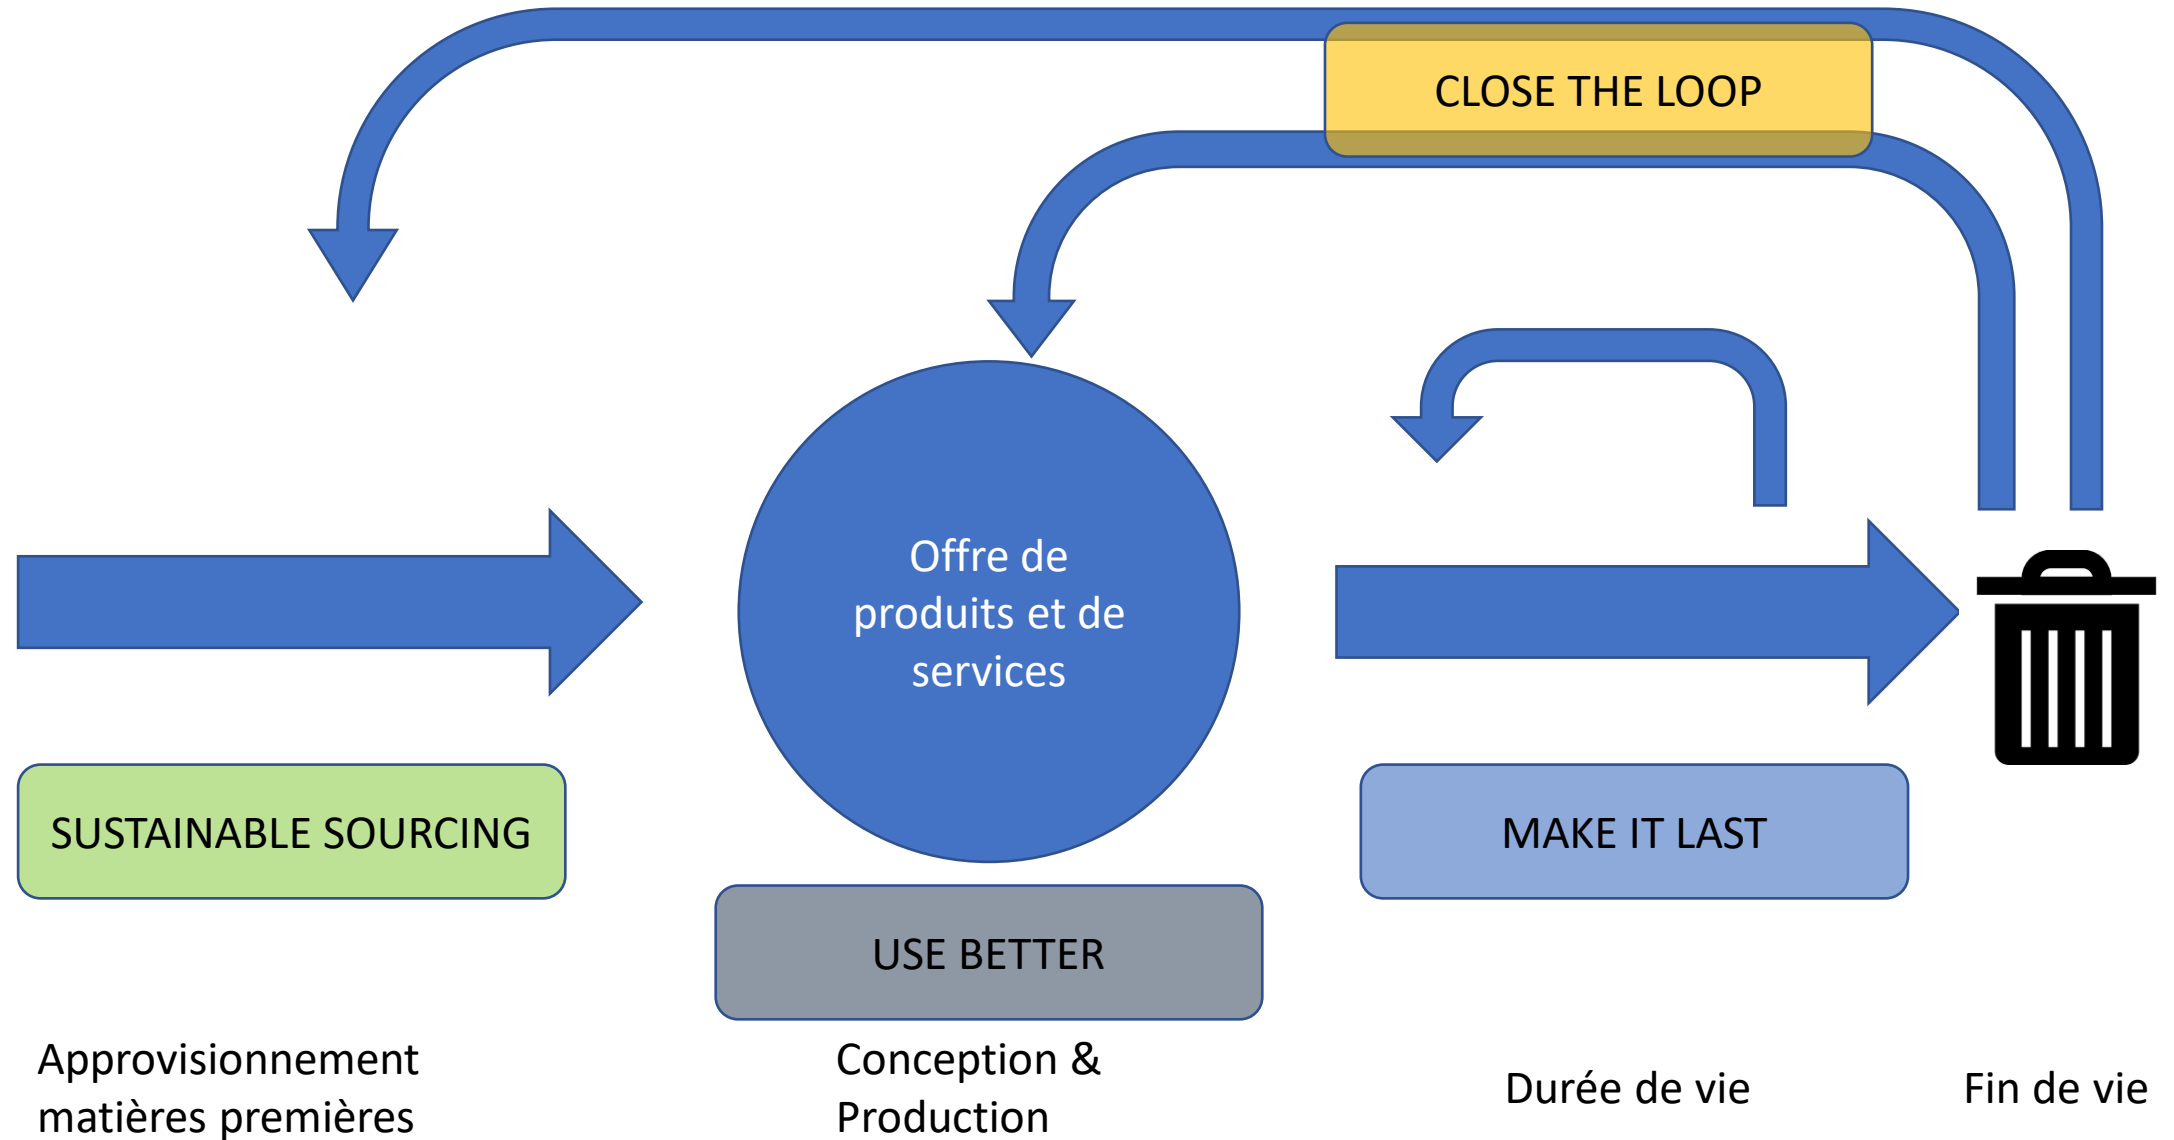 CLOSE THE LOOP
Offre de
produits et de
services
SUSTAINABLE SOURCING
MAKE IT LAST
USE BETTER
Approvisionnement
matières premières
Conception &
Production
Durée de vie
Fin de vie